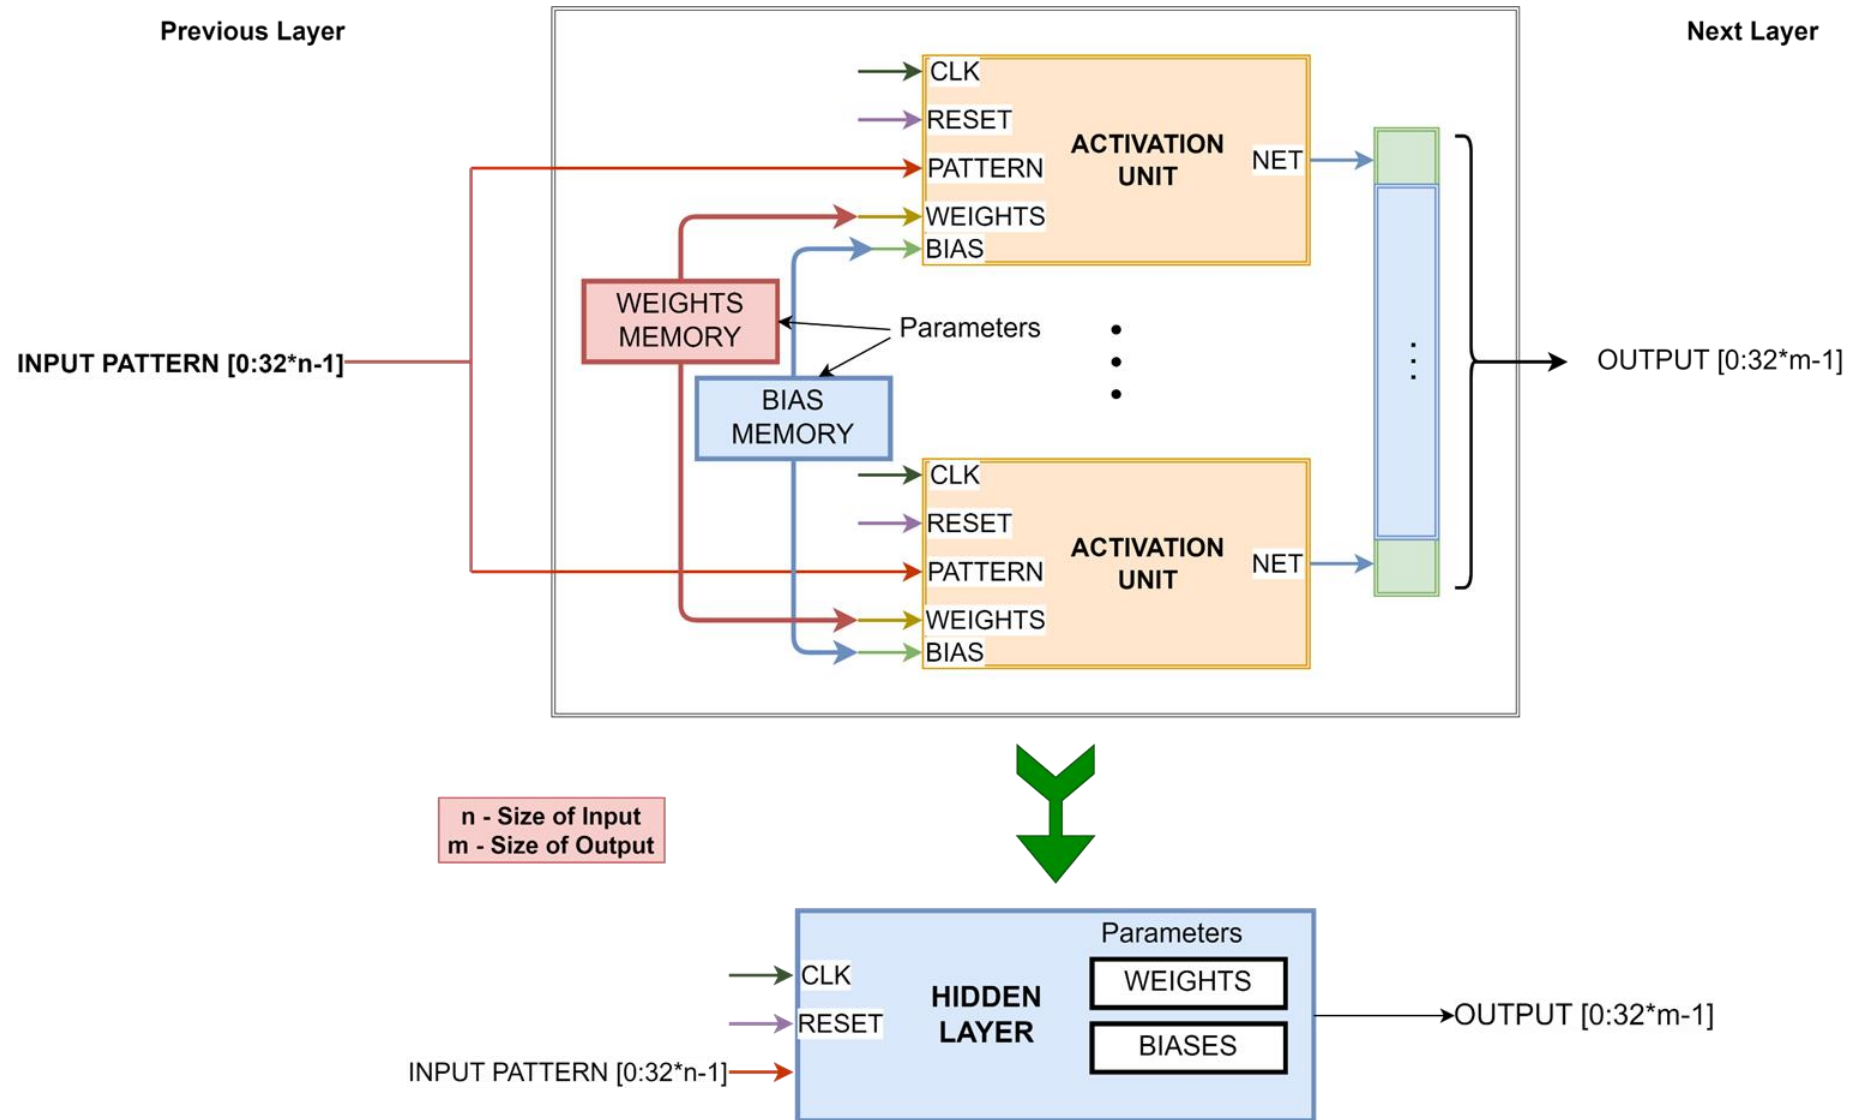 Previous Layer
Next Layer
CLK
RESET
PATTERN
WEIGHTS
BIAS
ACTIVATION
UNIT
NET
WEIGHTS
MEMORY
Parameters
INPUT PATTERN [0:32*n-1]
OUTPUT [0:32*m-1]
BIAS
MEMORY
CLK
RESET
PATTERN
WEIGHTS
BIAS
ACTIVATION
UNIT
NET
n - Size of Input
m - Size of Output
CLK
RESET
INPUT PATTERN [0:32*n-1]
HIDDEN
LAYER
Parameters
WEIGHTS
BIASES
OUTPUT [0:32*m-1]